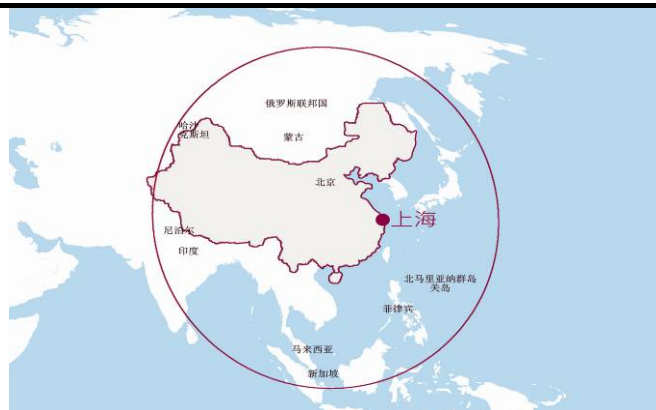 俄罗斯联邦国
哈沙
克斯坦
蒙古
北京
上海
尼泊尔
印度
北马里亚纳群岛
关岛
菲律宾
马来西亚
新加坡